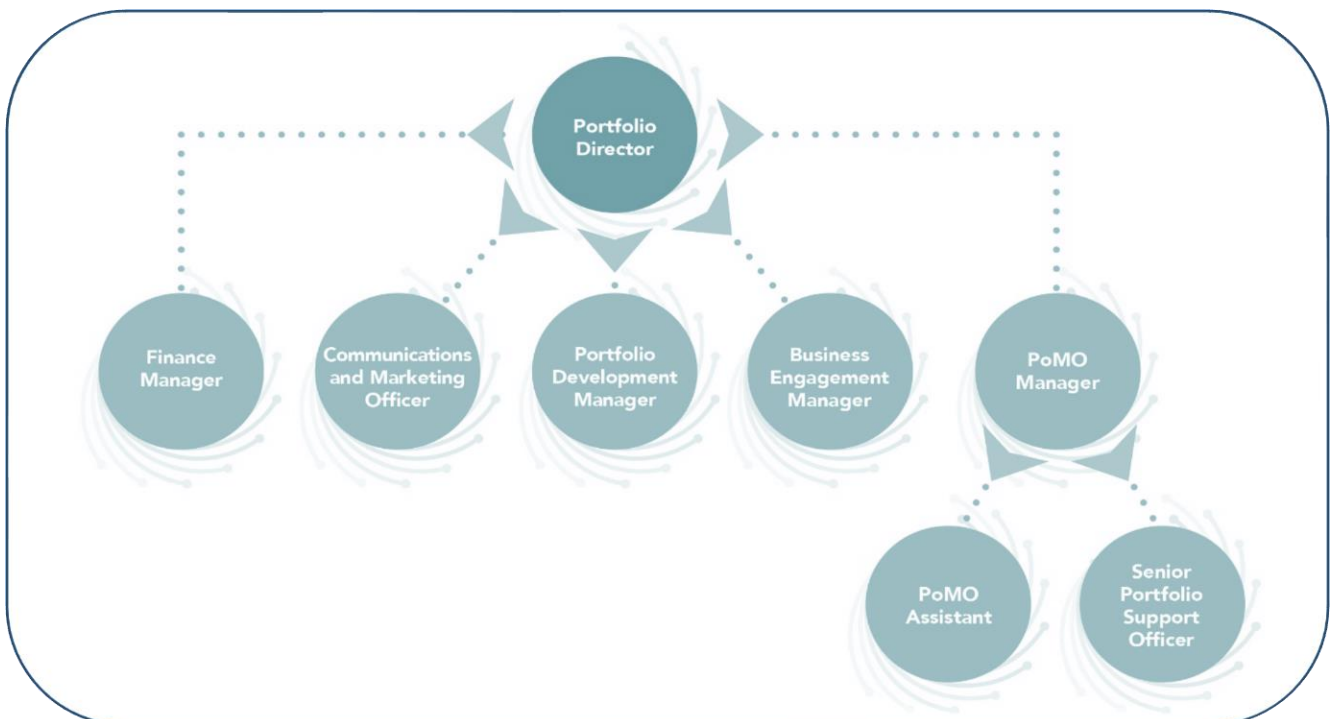 Portfolio
Director
Finance
Manager
Communications
and Marketing
Officer
Portfolio
Development
Manager
Business
Engagement
Manager
PoMO
Manager
PoMO
Assistant
Senior
Portfolio
Support
Officer